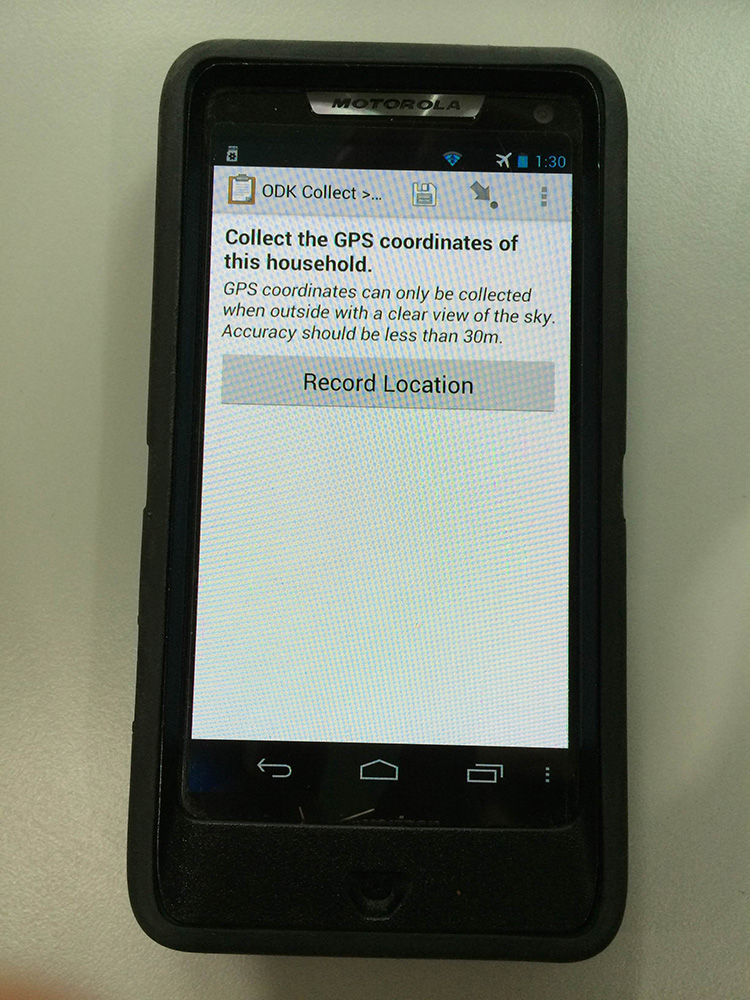 MOTOROLA
1:30
ODK Collect >...
Collect the GPS coordinates of
this household.
GPS coordinates can only be collected
when outside with a clear view of the sky.
Accuracy should be less than 30m.
Record Location